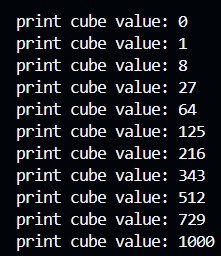 print cube value: 0
print cube value: 1
print cube value: 8
print cube value: 27
print cube value: 64
print cube value: 125
print cube value: 216
print cube value: 343
print cube value: 512
print cube value: 729
print cube value: 1000